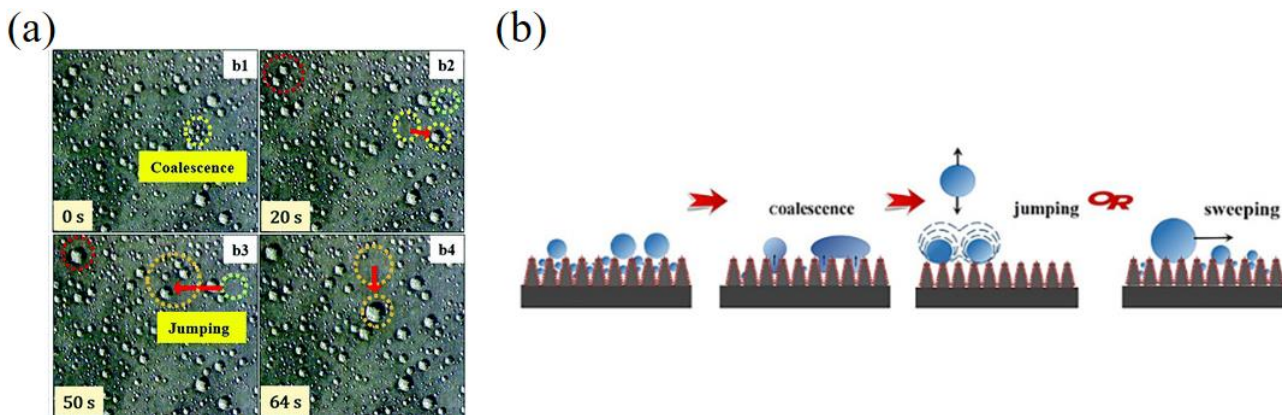 (a)
b1
Coalescence
0 s
b2
20 s
b3
Jumping
50 s
b4
64 s
(b)
coalescence
jumping
OR
sweeping